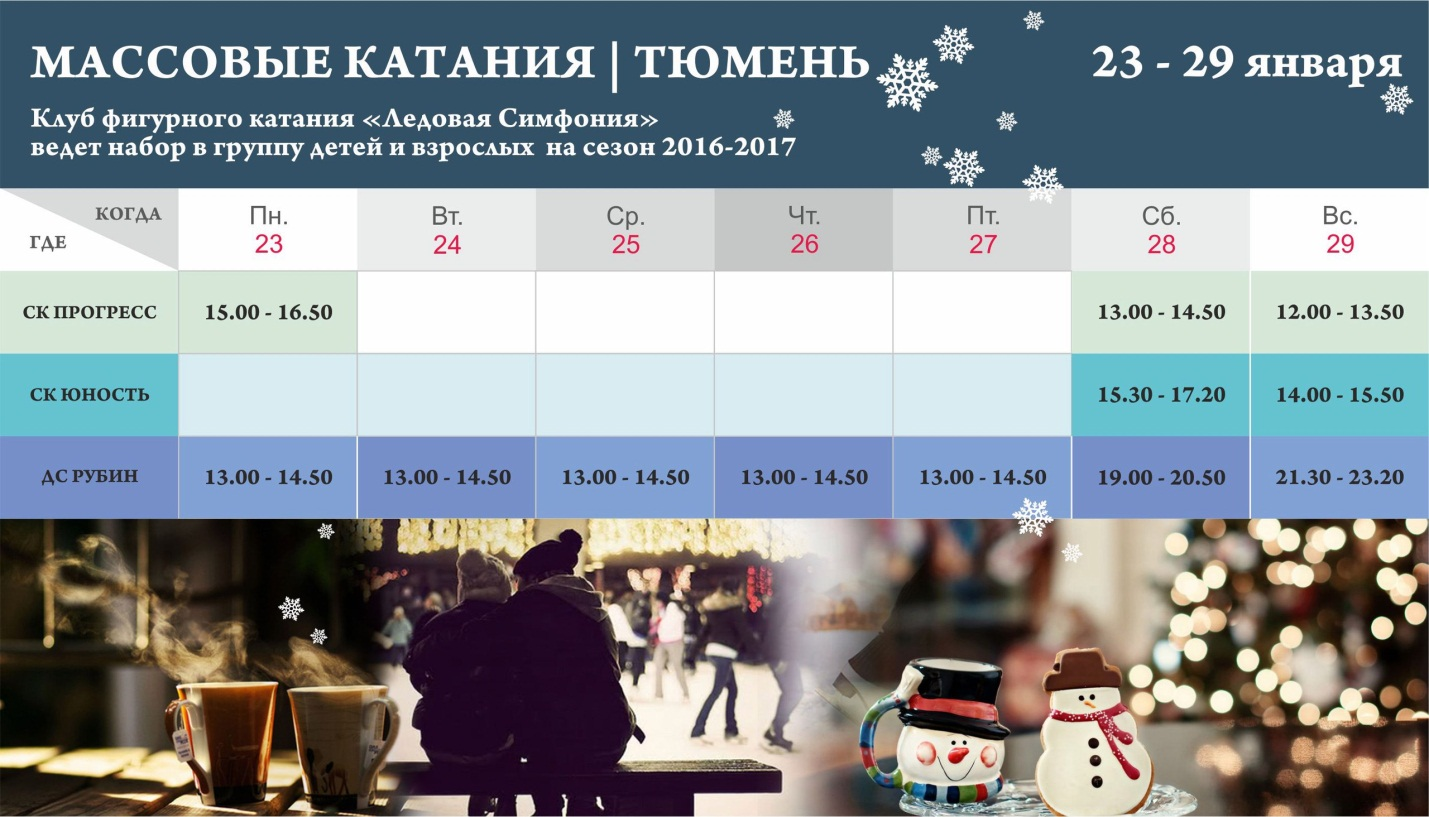 МАССОВЫЕ КАТАНИЯ | ТЮМЕНЬ
23 - 29 января
Клуб фигурного катания «Ледовая Симфония»
ведет набор в группу детей и взрослых на сезон 2016-2017
КОГДА
ГДЕ
Пн. Вт. Ср. Чт. Пт. Сб. Вс.
23 24 25 26 27 28 29
СК ПРОГРЕСС 15.00 - 16.50 13.00 - 14.50 12.00 - 13.50
СК ЮНОСТЬ 15.30 - 17.20 14.00 - 15.50
ДС РУБИН 13.00 - 14.50 13.00 - 14.50 13.00 - 14.50 13.00 - 14.50 13.00 - 14.50 19.00 - 20.50 21.30 - 23.20